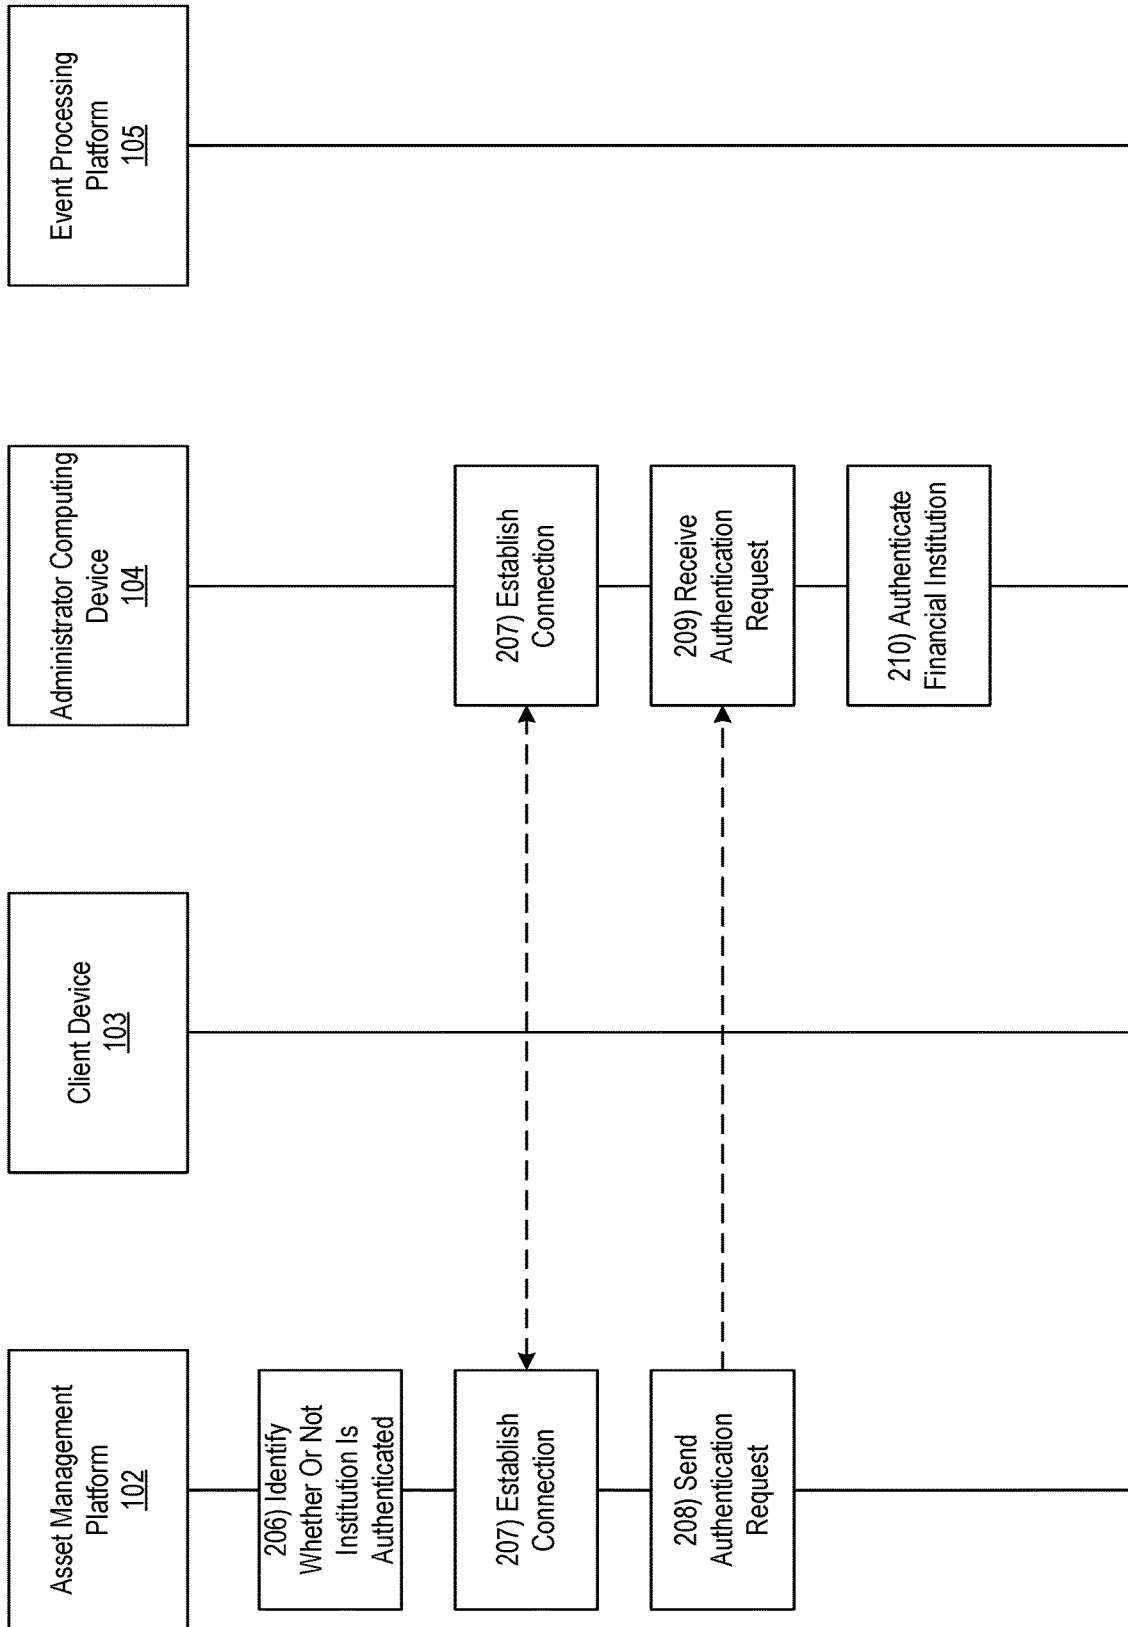 Asset Management
Platform
102
Client Device
103
Administrator Computing
Device
104
Event Processing
Platform
105
206) Identify
Whether Or Not
Institution Is
Authenticated
207) Establish
Connection
207) Establish
Connection
208) Send
Authentication
Request
209) Receive
Authentication
Request
210) Authenticate
Financial Institution